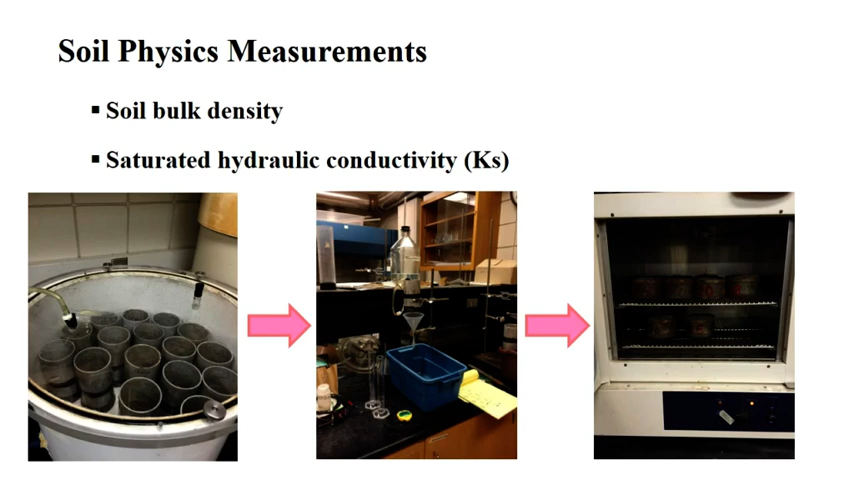 Soil Physics Measurements
▪ Soil bulk density
▪ Saturated hydraulic conductivity (Ks)